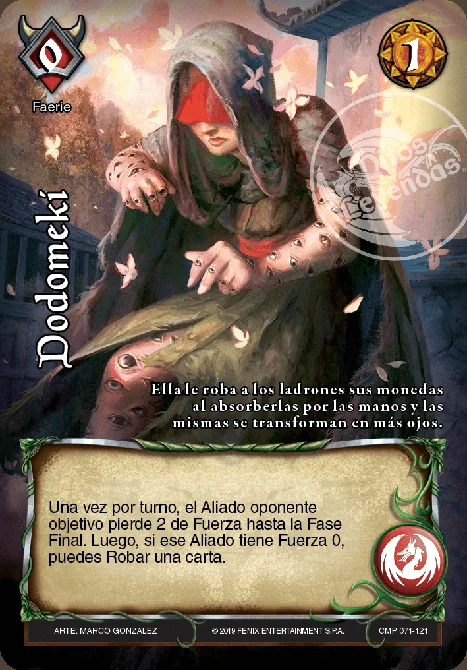 0
1
Faerie
Mitos
Leyendas
Dodomeki
Ella le roba a los ladrones sus monedas
al absorberlas por las manos y las
mismas se transforman en más ojos.
Una vez por turno, el Aliado oponente
objetivo pierde 2 de Fuerza hasta la Fase
Final. Luego, si ese Aliado tiene Fuerza 0,
puedes Robar una carta.
ARTE: MARCO GONZALEZ
© 2019 FENIX ENTERTAINMENT S.P.A.
CMP 071-121